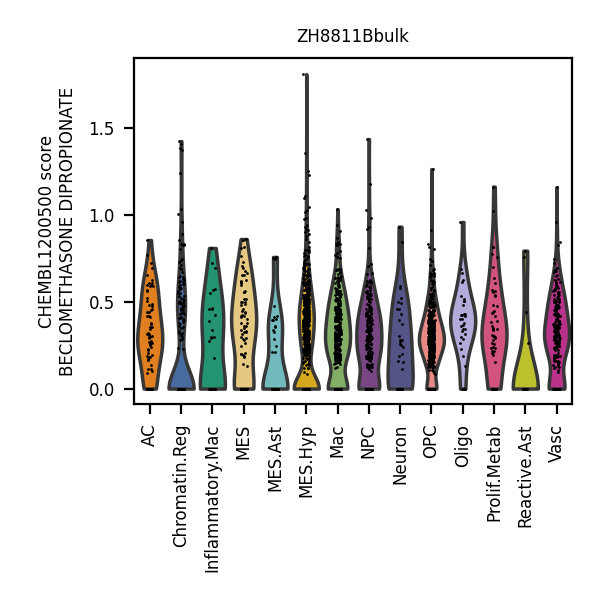 ZH8811Bbulk
CHEMBL1200500 score
BECLOMETHASONE DIPROPIONATE
1.5
1.0
0.5
0.0
AC
Chromatin.Reg
Inflammatory.Mac
MES
MES.Ast
MES.Hyp
Mac
NPC
Neuron
OPC
Oligo
Prolif.Metab
Reactive.Ast
Vasc